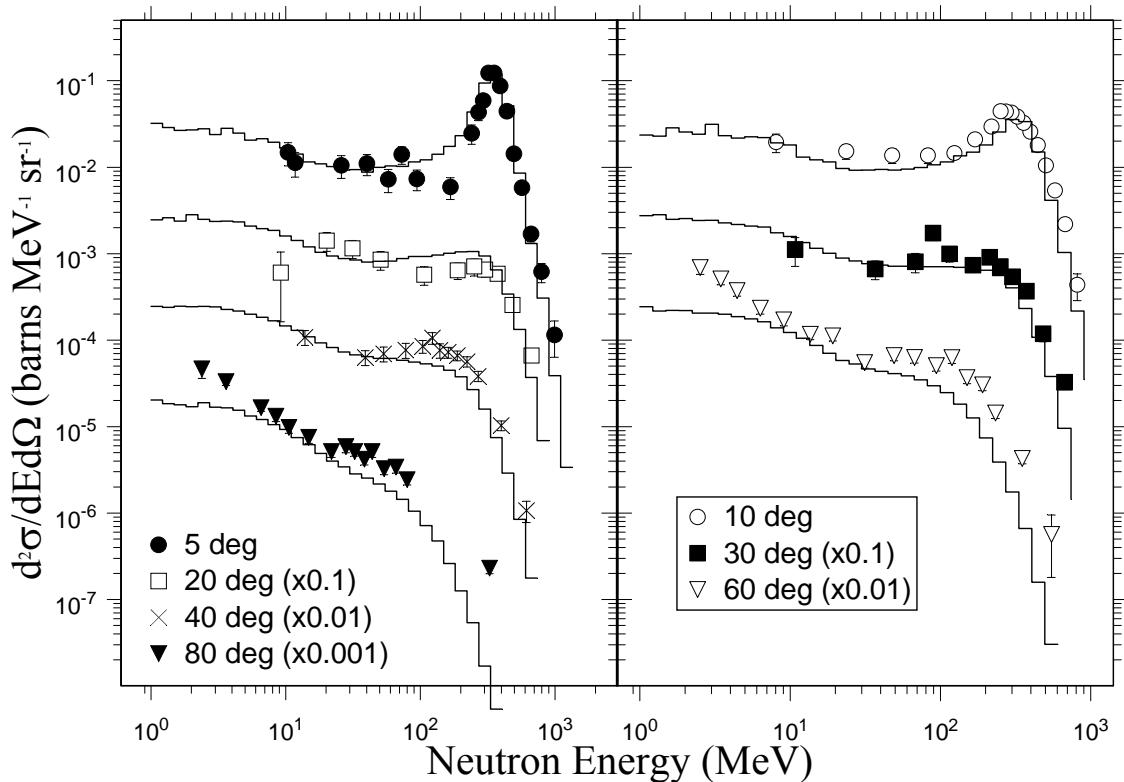 d²σ/dEdΩ (barns MeV⁻¹ sr⁻¹)
10⁻¹
10⁻²
10⁻³
10⁻⁴
10⁻⁵
10⁻⁶
10⁻⁷
5 deg
20 deg (x0.1)
40 deg (x0.01)
80 deg (x0.001)
10 deg
30 deg (x0.1)
60 deg (x0.01)
10⁰ 10¹ 10² 10³
10⁰ 10¹ 10² 10³
Neutron Energy (MeV)